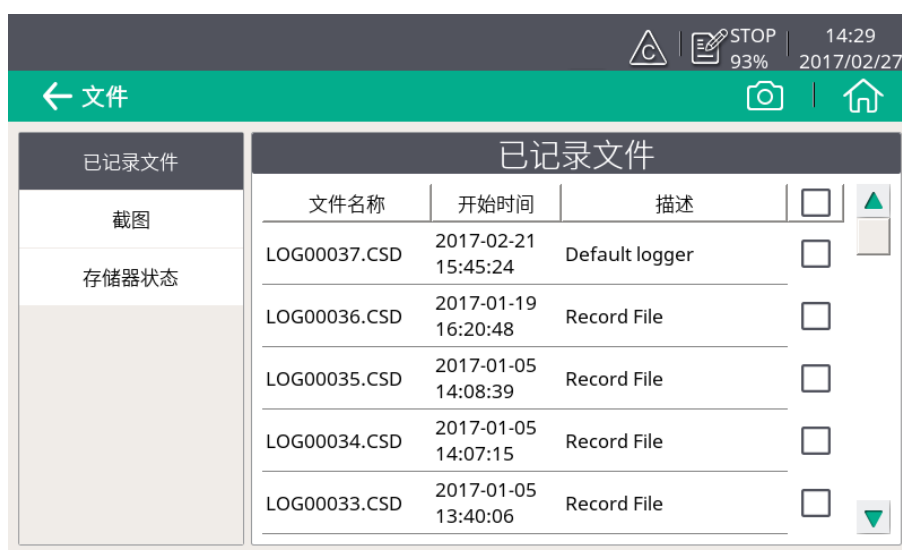 C STOP 14:29
93% 2017/02/27
文件
已记录文件
截图
存储器状态
已记录文件
文件名称 开始时间 描述
LOG00037.CSD 2017-02-21 15:45:24 Default logger
LOG00036.CSD 2017-01-19 16:20:48 Record File
LOG00035.CSD 2017-01-05 14:08:39 Record File
LOG00034.CSD 2017-01-05 14:07:15 Record File
LOG00033.CSD 2017-01-05 13:40:06 Record File